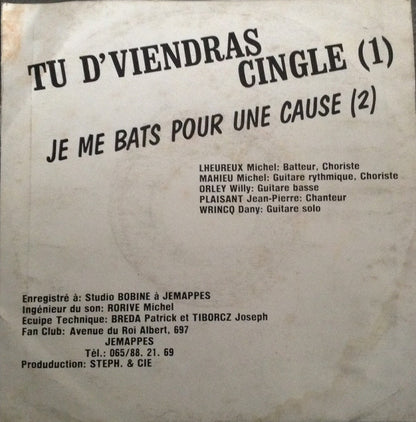 TU D'VIENDRAS
CINGLE (1)
JE ME BATS POUR UNE CAUSE (2)
LHEUREUX Michel: Batteur, Choriste
MAHIEU Michel: Guitare rythmique, Choriste
ORLEY Willy: Guitare basse
PLAISANT Jean-Pierre: Chanteur
WRINCQ Dany: Guitare solo
Enregistré à: Studio BOBINE à JEMAPPES
Ingénieur du son: RORIVE Michel
Ecuipe Technique: BREDA Patrick et TIBORCZ Joseph
Fan Club: Avenue du Roi Albert, 697
JEMAPPES
Tél.: 065/88. 21. 69
Produduction: STEPH. & CIE